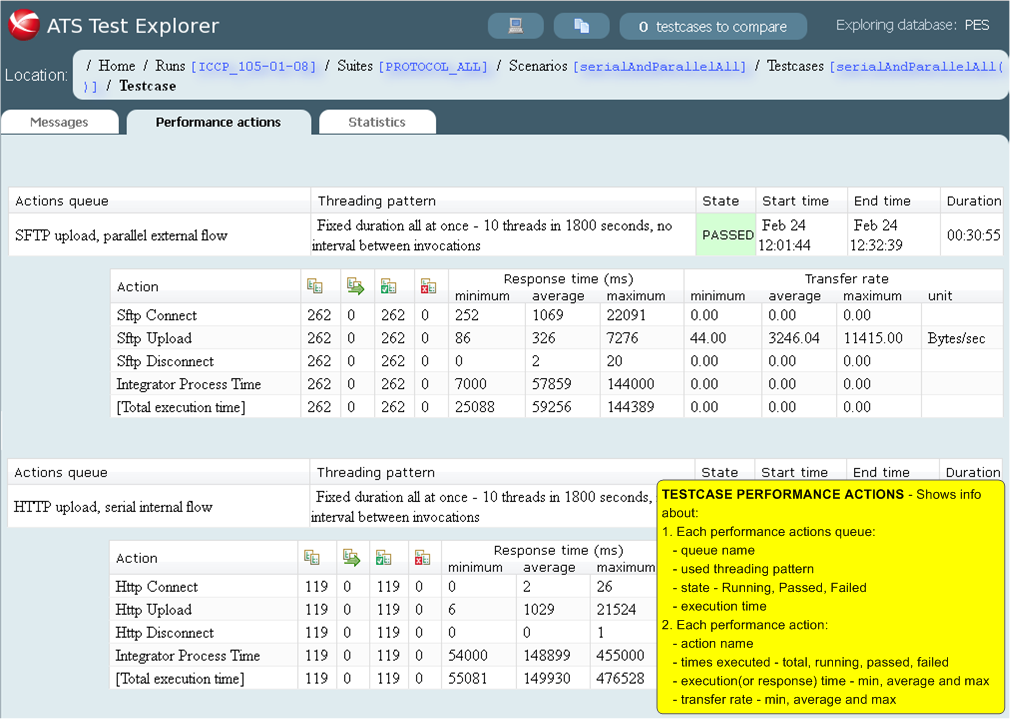 ATS Test Explorer
0 testcases to compare
Exploring database: PES
Location:
/ Home / Runs [ICCP_105-01-08] / Suites [PROTOCOL_ALL] / Scenarios [serialAndParallelAll] / Testcases [serialAndParallelAll(
)] / Testcase
Messages
Performance actions
Statistics
Actions queue Threading pattern State Start time End time Duration
SFTP upload, parallel external flow
Fixed duration all at once - 10 threads in 1800 seconds, no
interval between invocations
PASSED
Feb 24
12:01:44
Feb 24
12:32:39
00:30:55
Action
Response time (ms) Transfer rate
minimum average maximum minimum average maximum unit
Sftp Connect 262 0 262 0 252 1069 22091 0.00 0.00 0.00
Sftp Upload 262 0 262 0 86 326 7276 44.00 3246.04 11415.00 Bytes/sec
Sftp Disconnect 262 0 262 0 0 2 20 0.00 0.00 0.00
Integrator Process Time 262 0 262 0 7000 57859 144000 0.00 0.00 0.00
[Total execution time] 262 0 262 0 25088 59256 144389 0.00 0.00 0.00
Actions queue Threading pattern State Start time End time Duration
HTTP upload, serial internal flow
Fixed duration all at once - 10 threads in 1800 seconds,
interval between invocations
Action
Response time (ms)
minimum average maximum
Http Connect 119 0 119 0 0 2 26
Http Upload 119 0 119 0 6 1029 21524
Http Disconnect 119 0 119 0 0 0 1
Integrator Process Time 119 0 119 0 54000 148899 455000
[Total execution time] 119 0 119 0 55081 149930 476528
TESTCASE PERFORMANCE ACTIONS - Shows info
about:
1. Each performance actions queue:
- queue name
- used threading pattern
- state - Running, Passed, Failed
- execution time
2. Each performance action:
- action name
- times executed - total, running, passed, failed
- execution(or response) time - min, average and max
- transfer rate - min, average and max